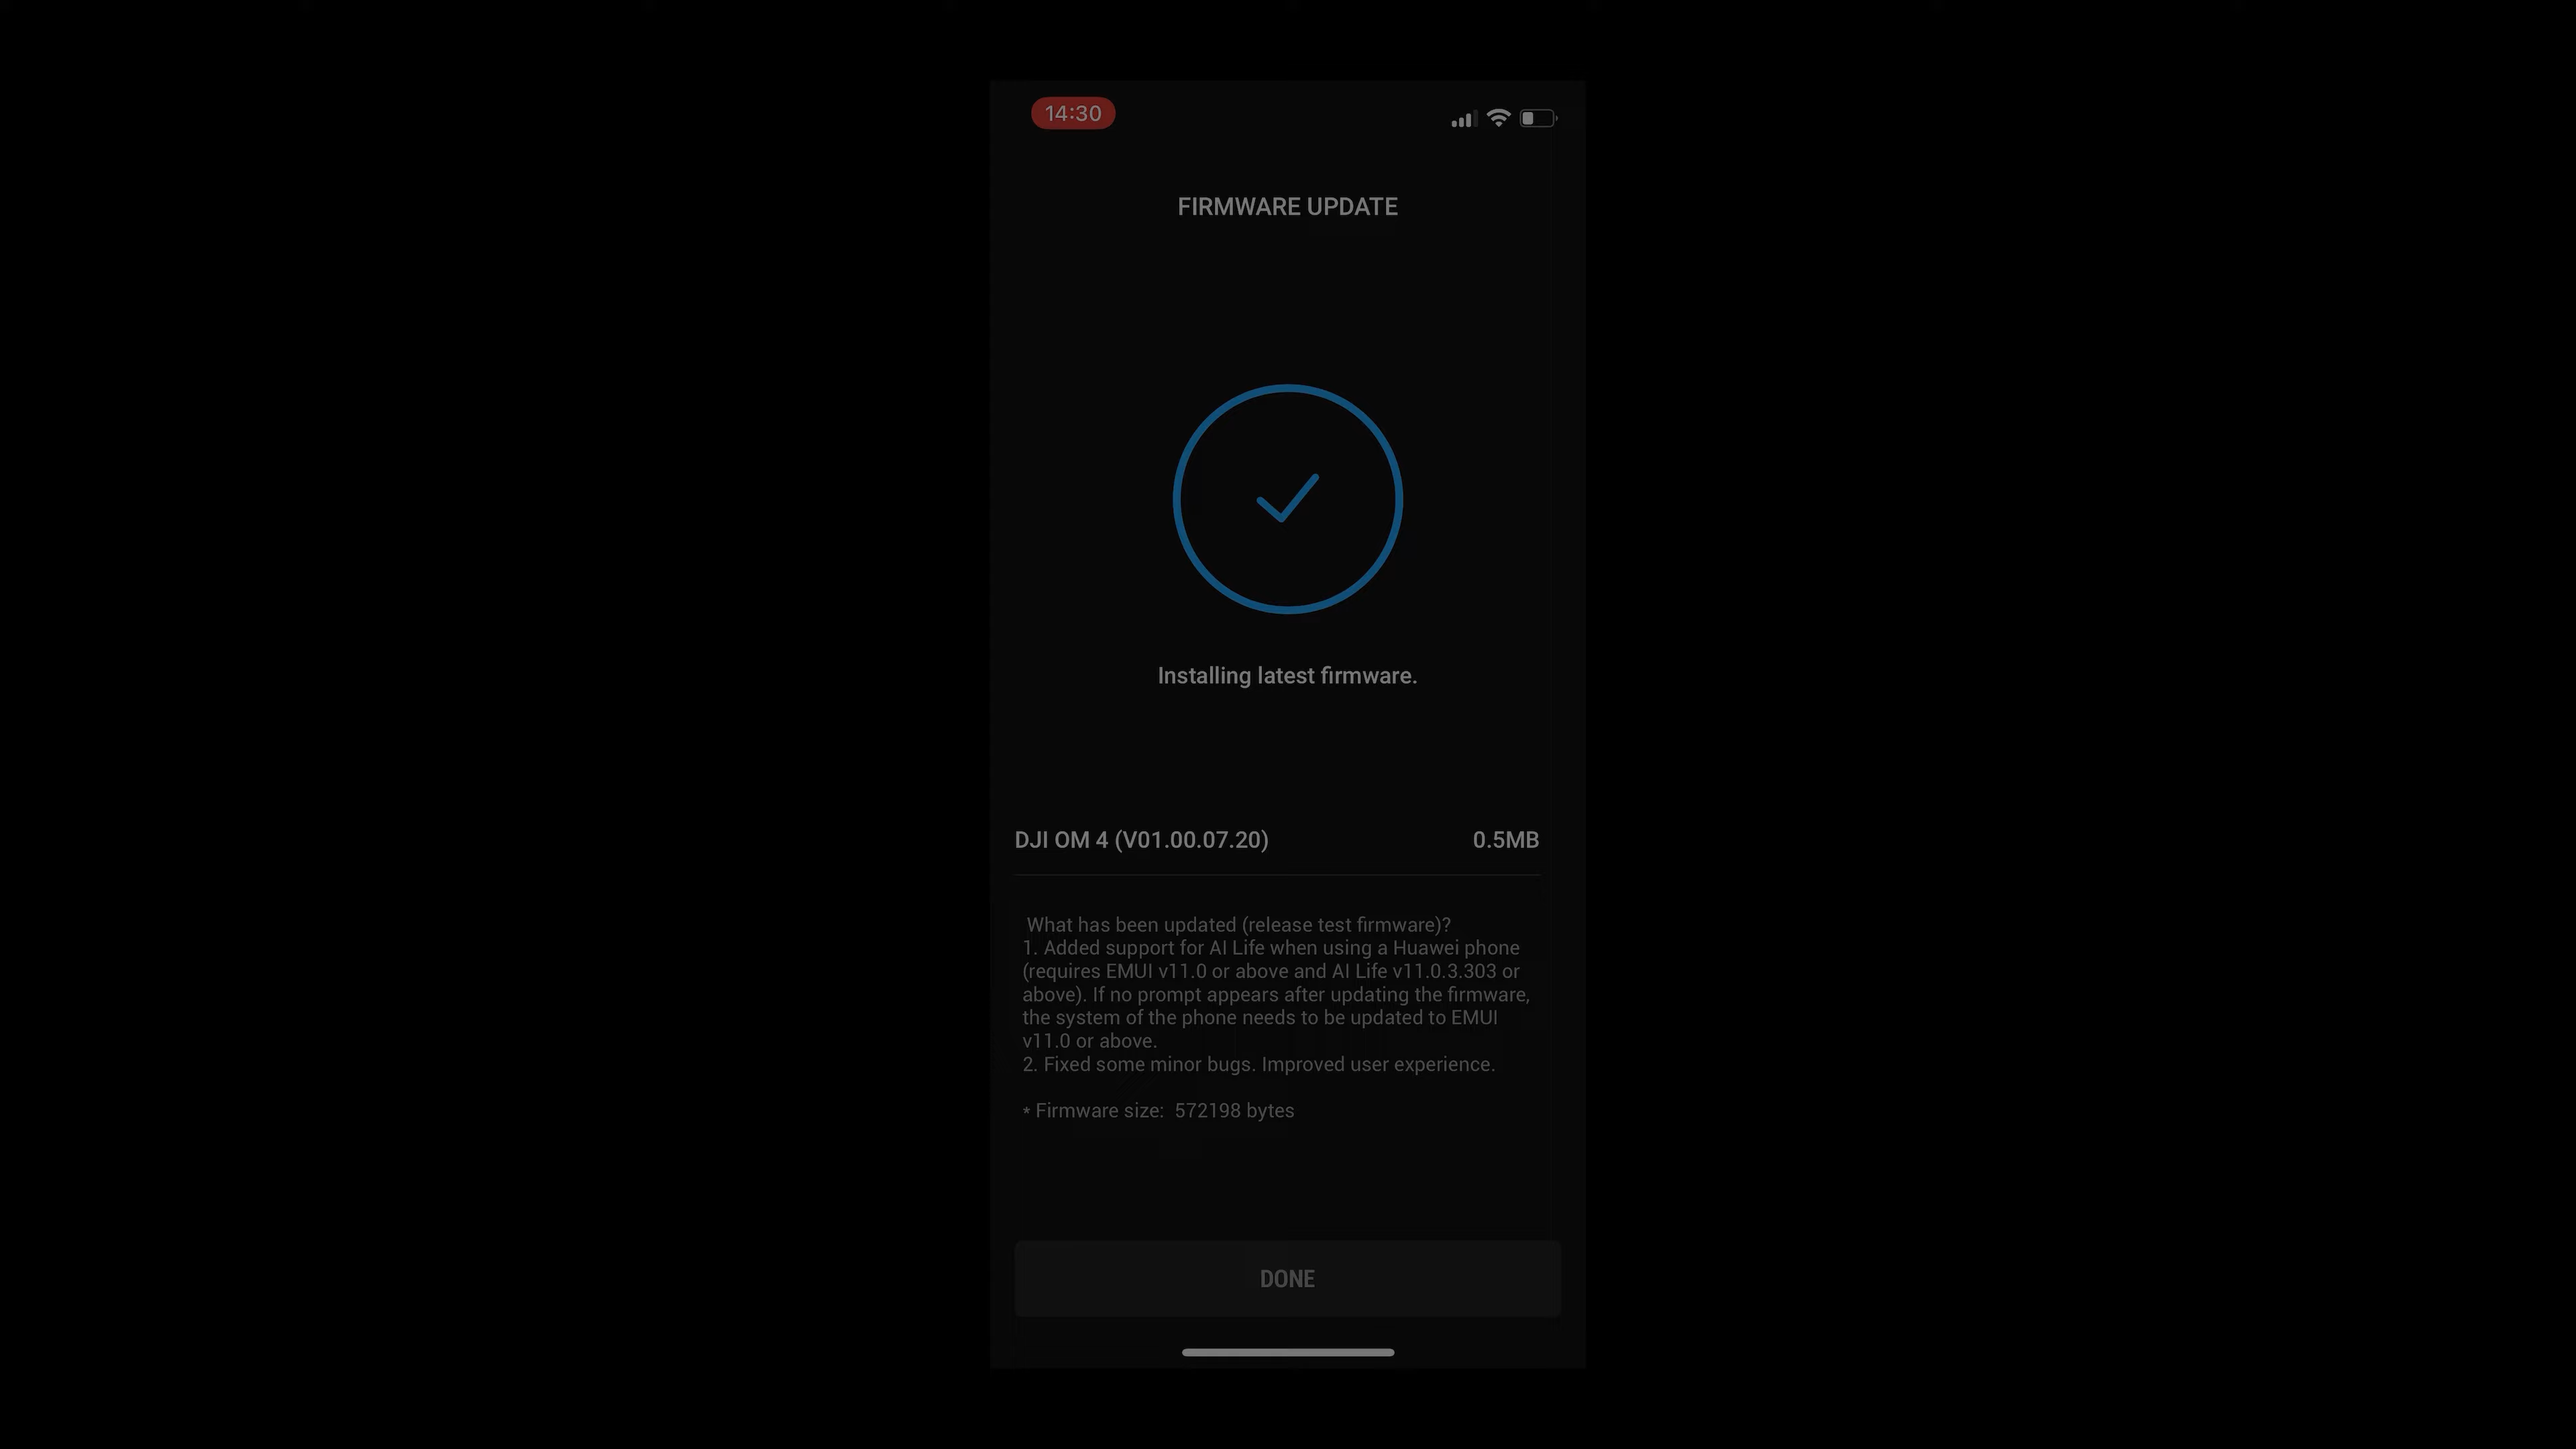 14:30
FIRMWARE UPDATE
Installing latest firmware.
DJI OM 4 (V01.00.07.20) 0.5MB
What has been updated (release test firmware)?
1. Added support for AI Life when using a Huawei phone
(requires EMUI v11.0 or above and AI Life v11.0.3.303 or
above). If no prompt appears after updating the firmware,
the system of the phone needs to be updated to EMUI
v11.0 or above.
2. Fixed some minor bugs. Improved user experience.
* Firmware size:  572198 bytes
DONE